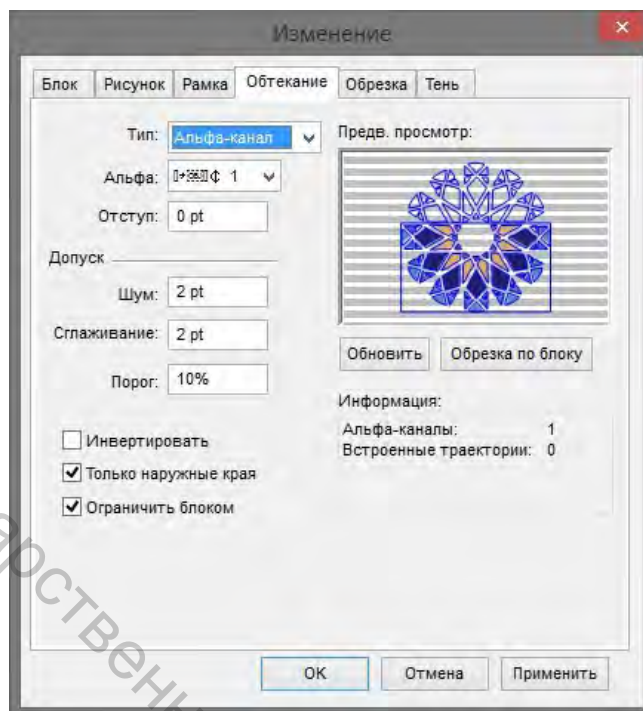 Изменение
Блок Рисунок Рамка Обтекание Обрезка Тень
Тип: Альфа-канал
Предв. просмотр:
Альфа: 1
Отступ: 0 pt
Допуск
Шум: 2 pt
Сглаживание: 2 pt
Порог: 10%
Обновить Обрезка по блоку
Информация:
Альфа-каналы: 1
Встроенные траектории: 0
Инвертировать
Только наружные края
Ограничить блоком
OK Отмена Применить